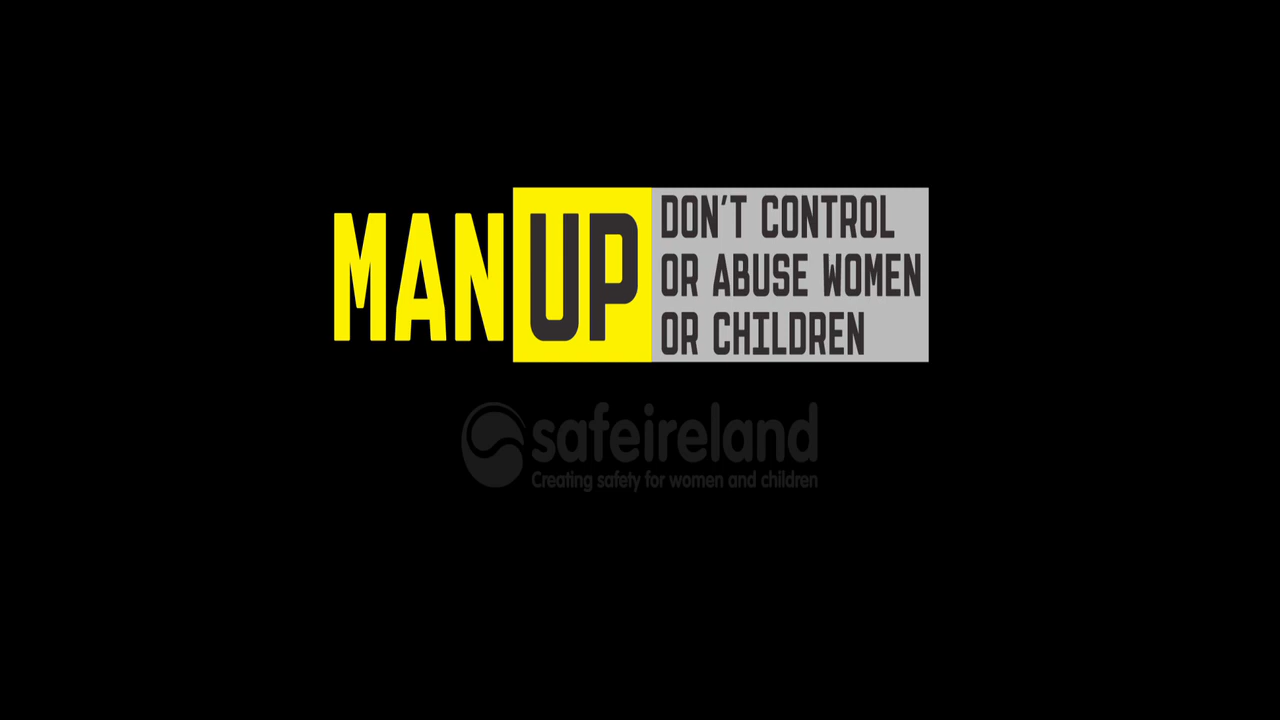 MAN UP
DON'T CONTROL
OR ABUSE WOMEN
OR CHILDREN
safeireland
Creating safety for women and children